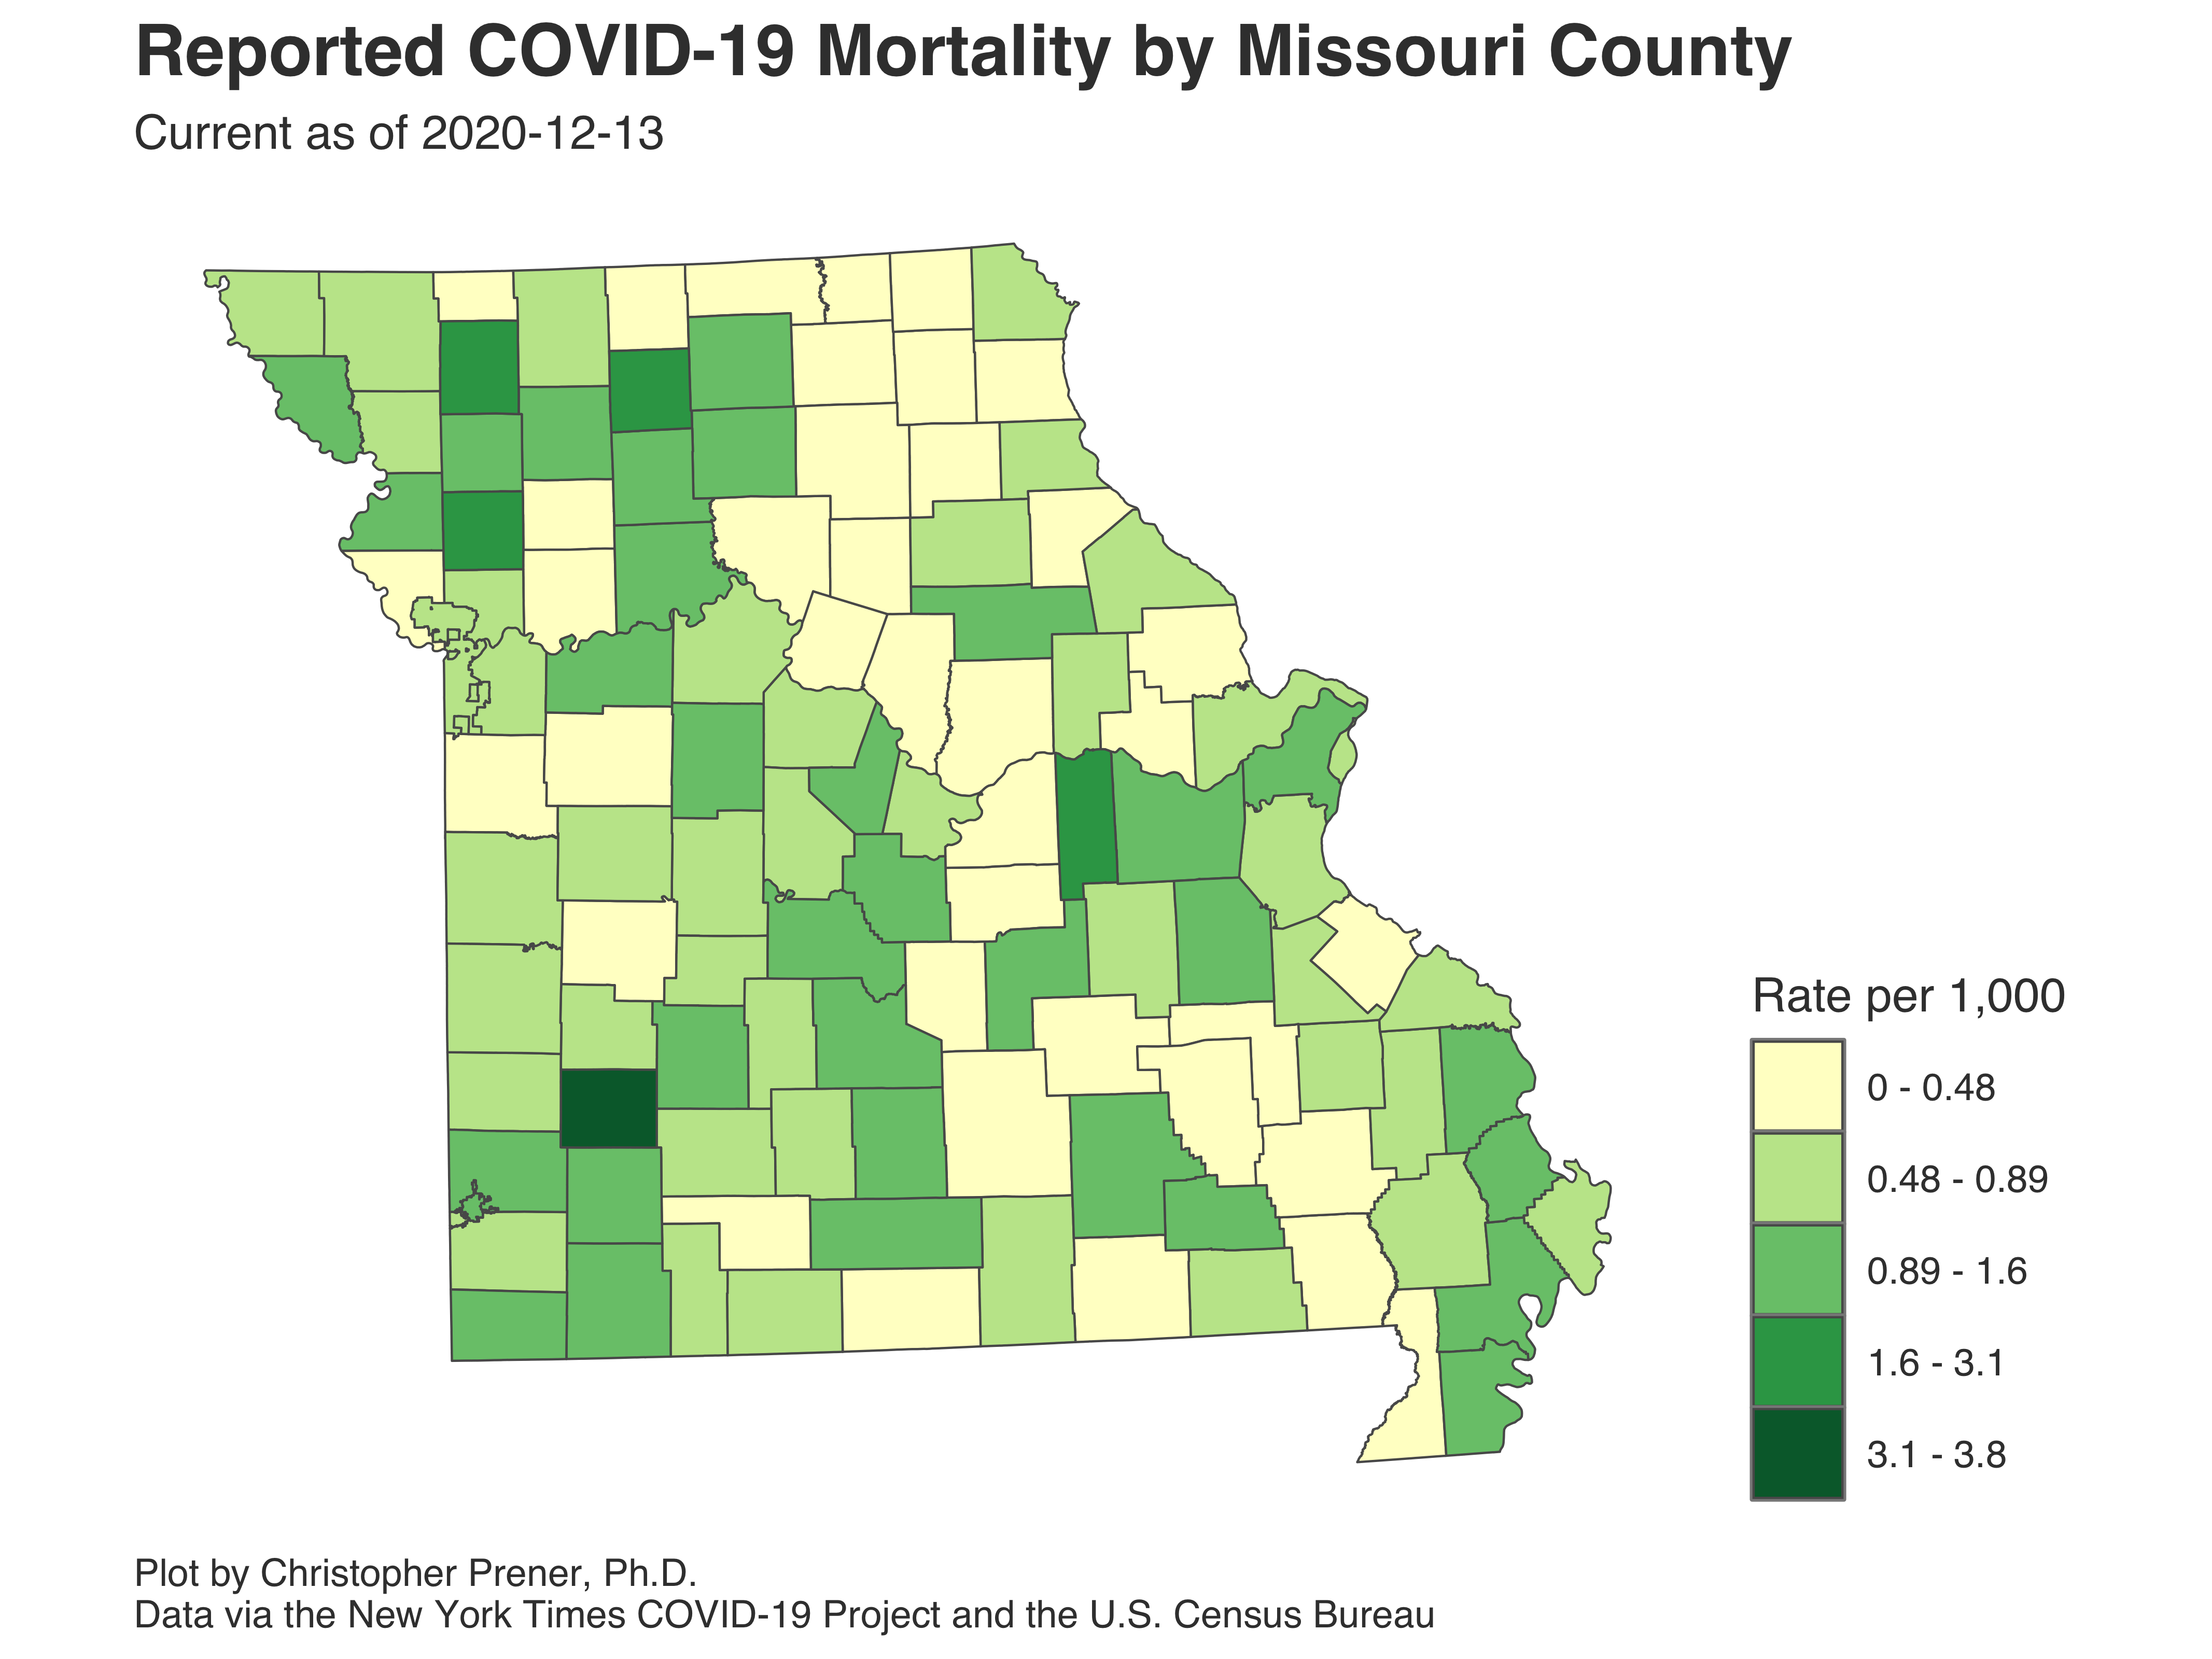 Reported COVID-19 Mortality by Missouri County
Current as of 2020-12-13
Rate per 1,000
0 - 0.48
0.48 - 0.89
0.89 - 1.6
1.6 - 3.1
3.1 - 3.8
Plot by Christopher Prener, Ph.D.
Data via the New York Times COVID-19 Project and the U.S. Census Bureau